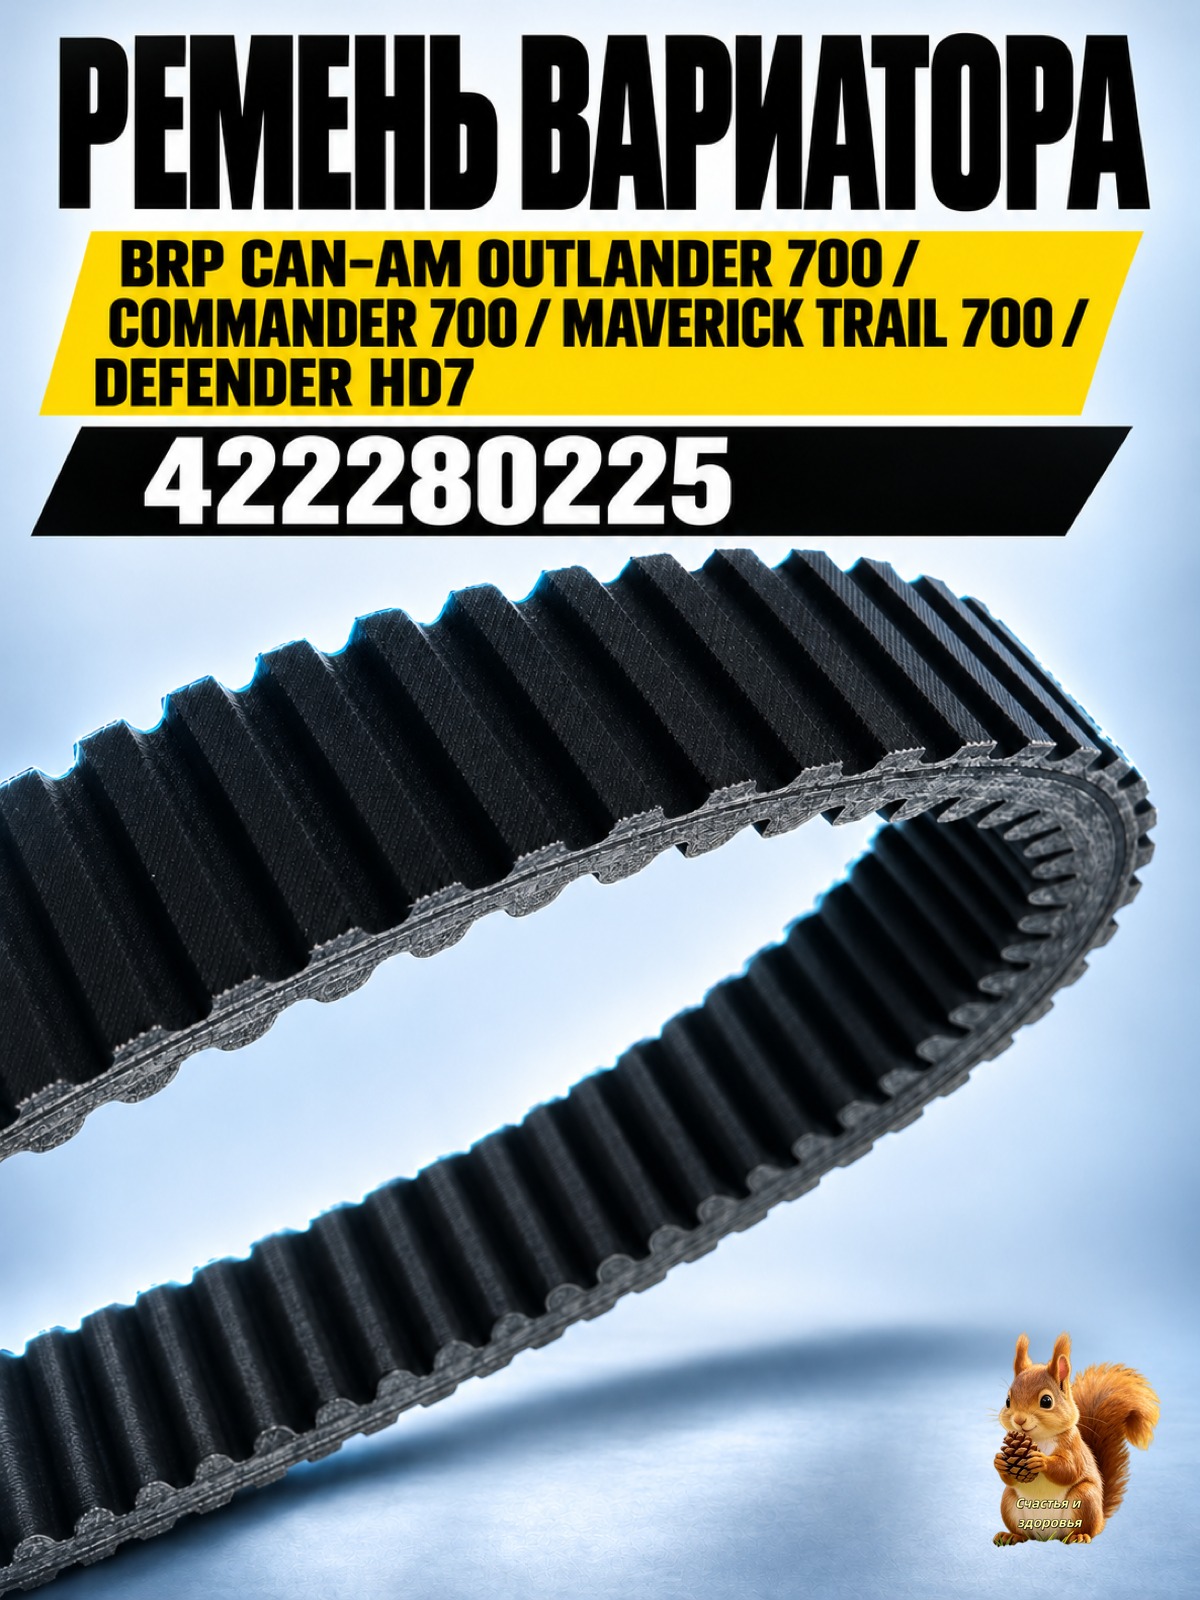 РЕМЕНЬ ВАРИАТОРА
BRP CAN-AM OUTLANDER 700 /
COMMANDER 700 / MAVERICK TRAIL 700 /
DEFENDER HD7
422280225
Счастья и
здоровья